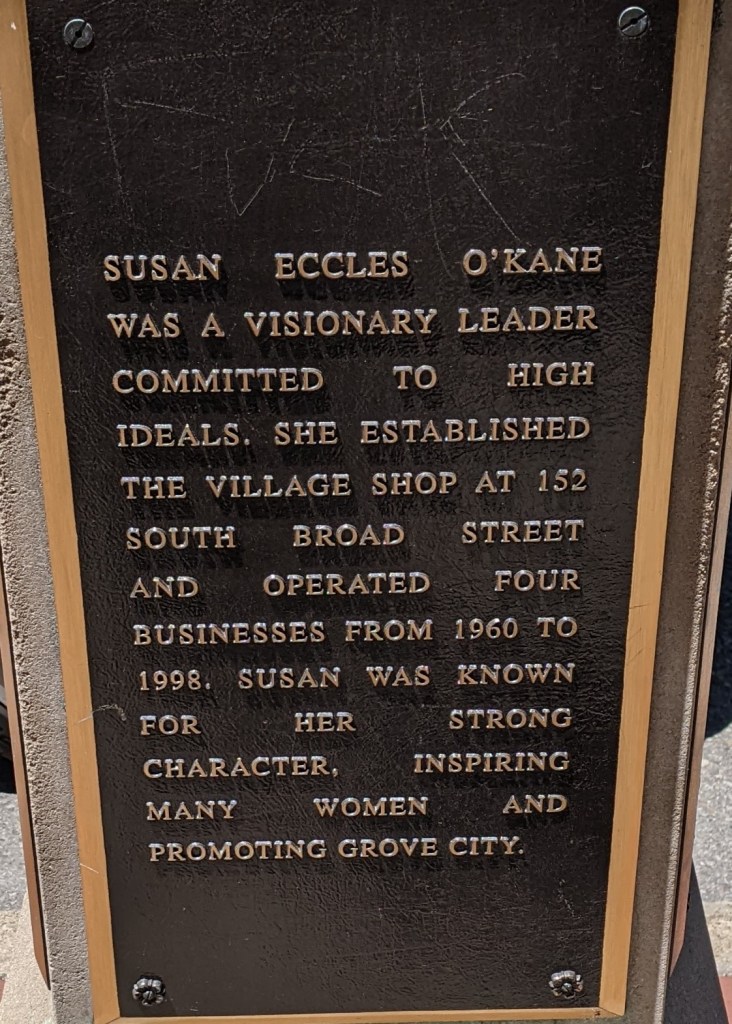 SUSAN ECCLES O'KANE
WAS A VISIONARY LEADER
COMMITTED TO HIGH
IDEALS. SHE ESTABLISHED
THE VILLAGE SHOP AT 152
SOUTH BROAD STREET
AND OPERATED FOUR
BUSINESSES FROM 1960 TO
1998. SUSAN WAS KNOWN
FOR HER STRONG
CHARACTER, INSPIRING
MANY WOMEN AND
PROMOTING GROVE CITY.